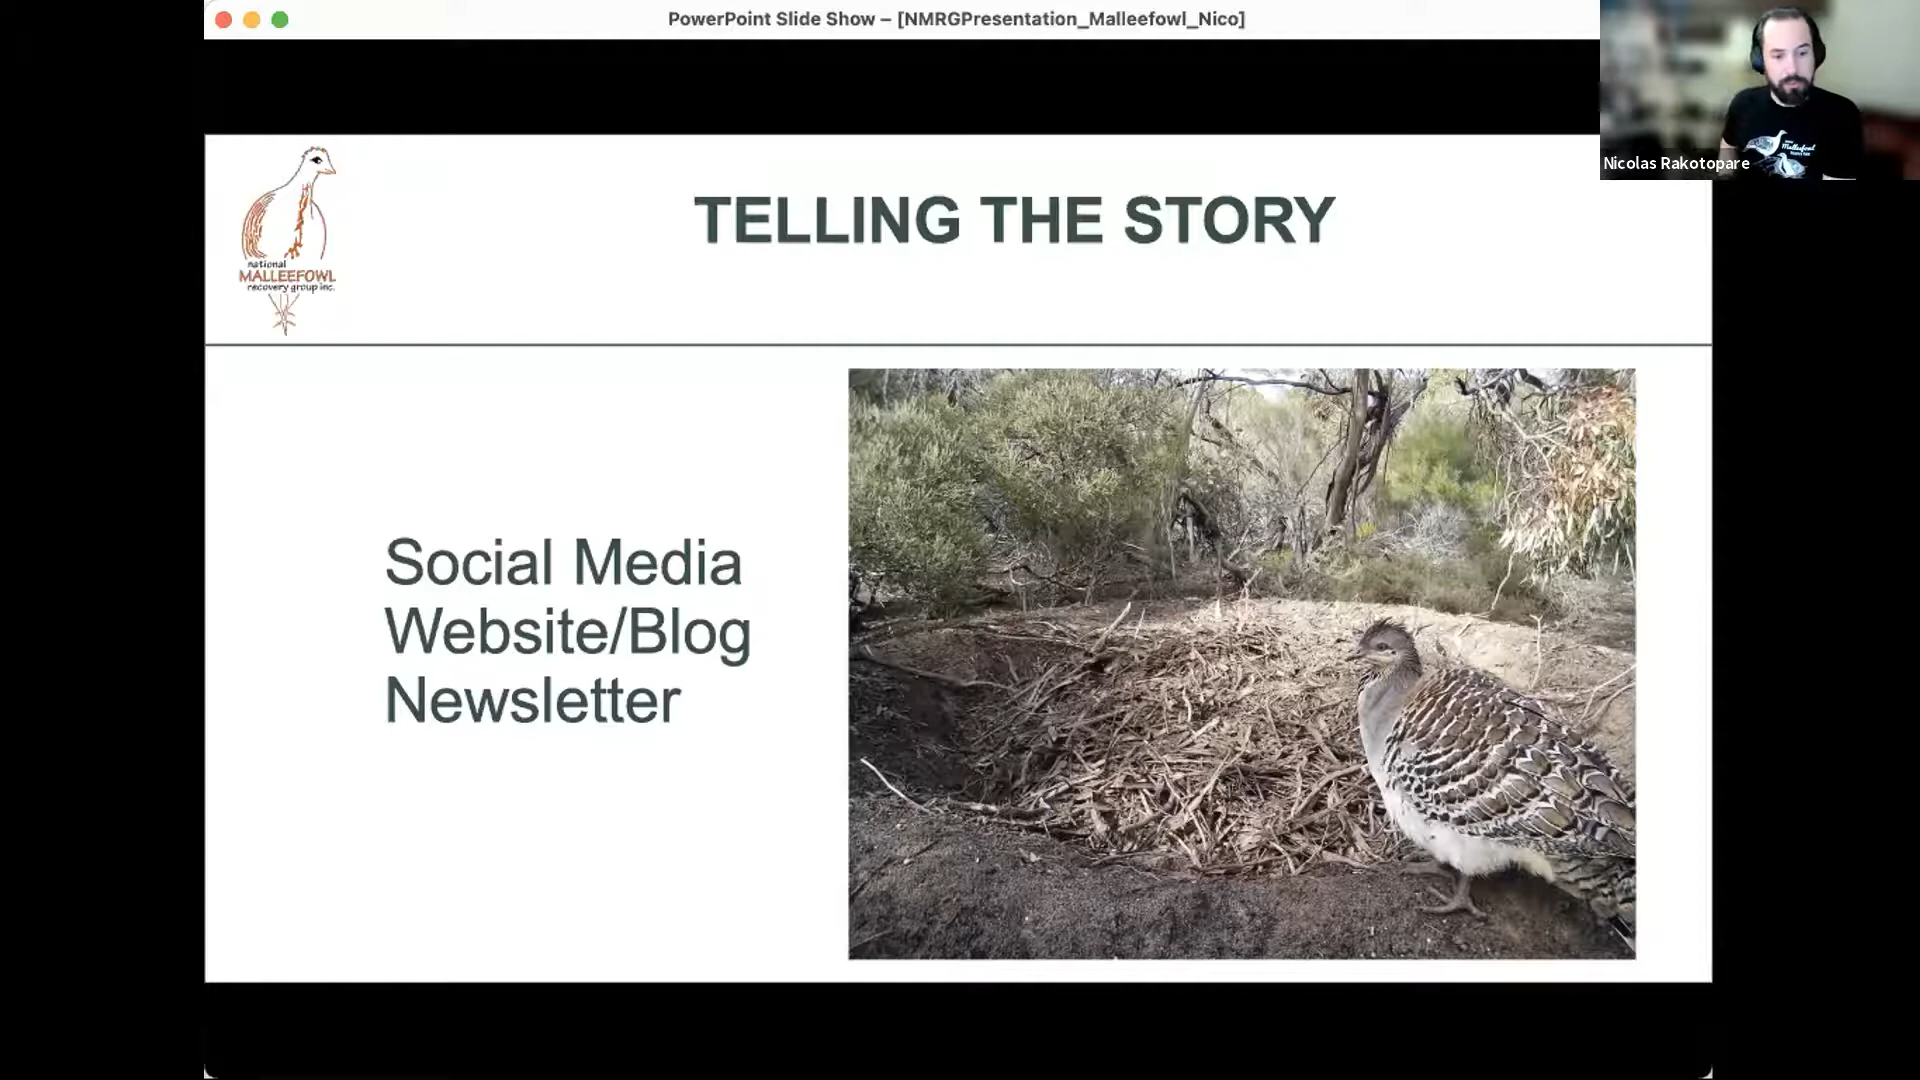 PowerPoint Slide Show – [NMRGPresentation_Malleefowl_Nico]
Nicolas Rakotopare
Malleefowl
national
MALLEEFOWL
recovery group inc.
TELLING THE STORY
Social Media
Website/Blog
Newsletter